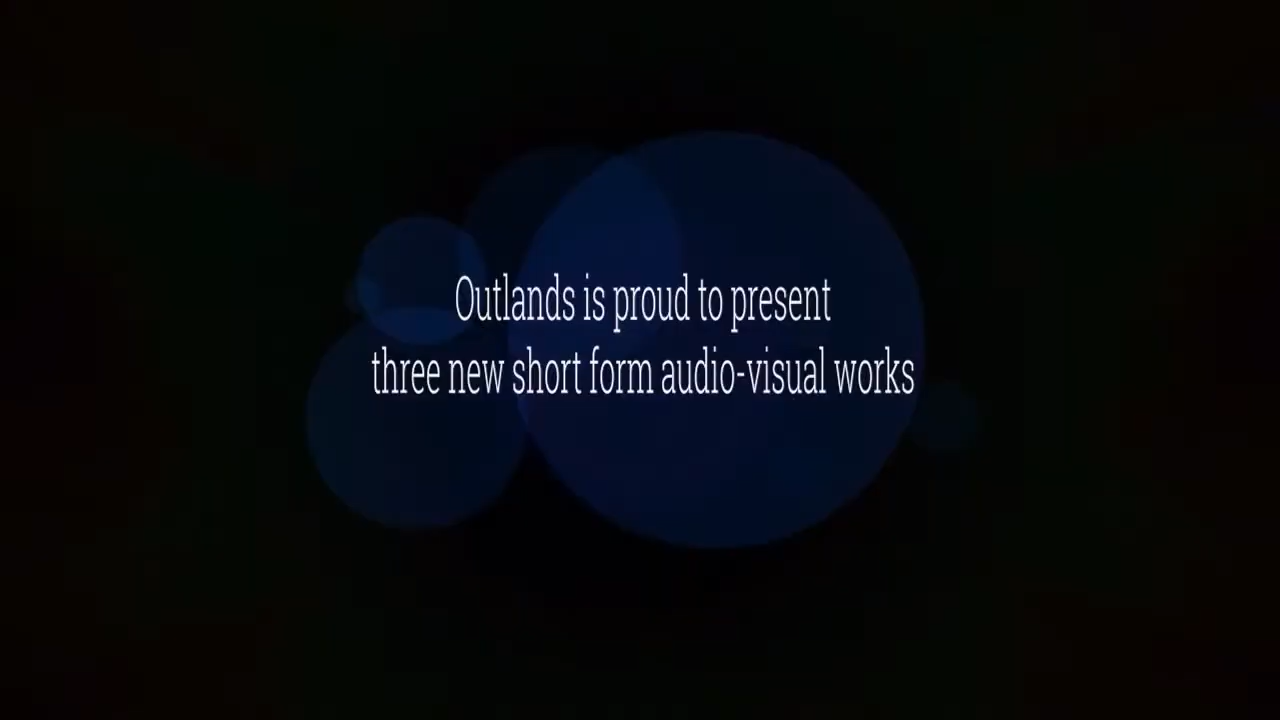 Outlands is proud to present
three new short form audio-visual works